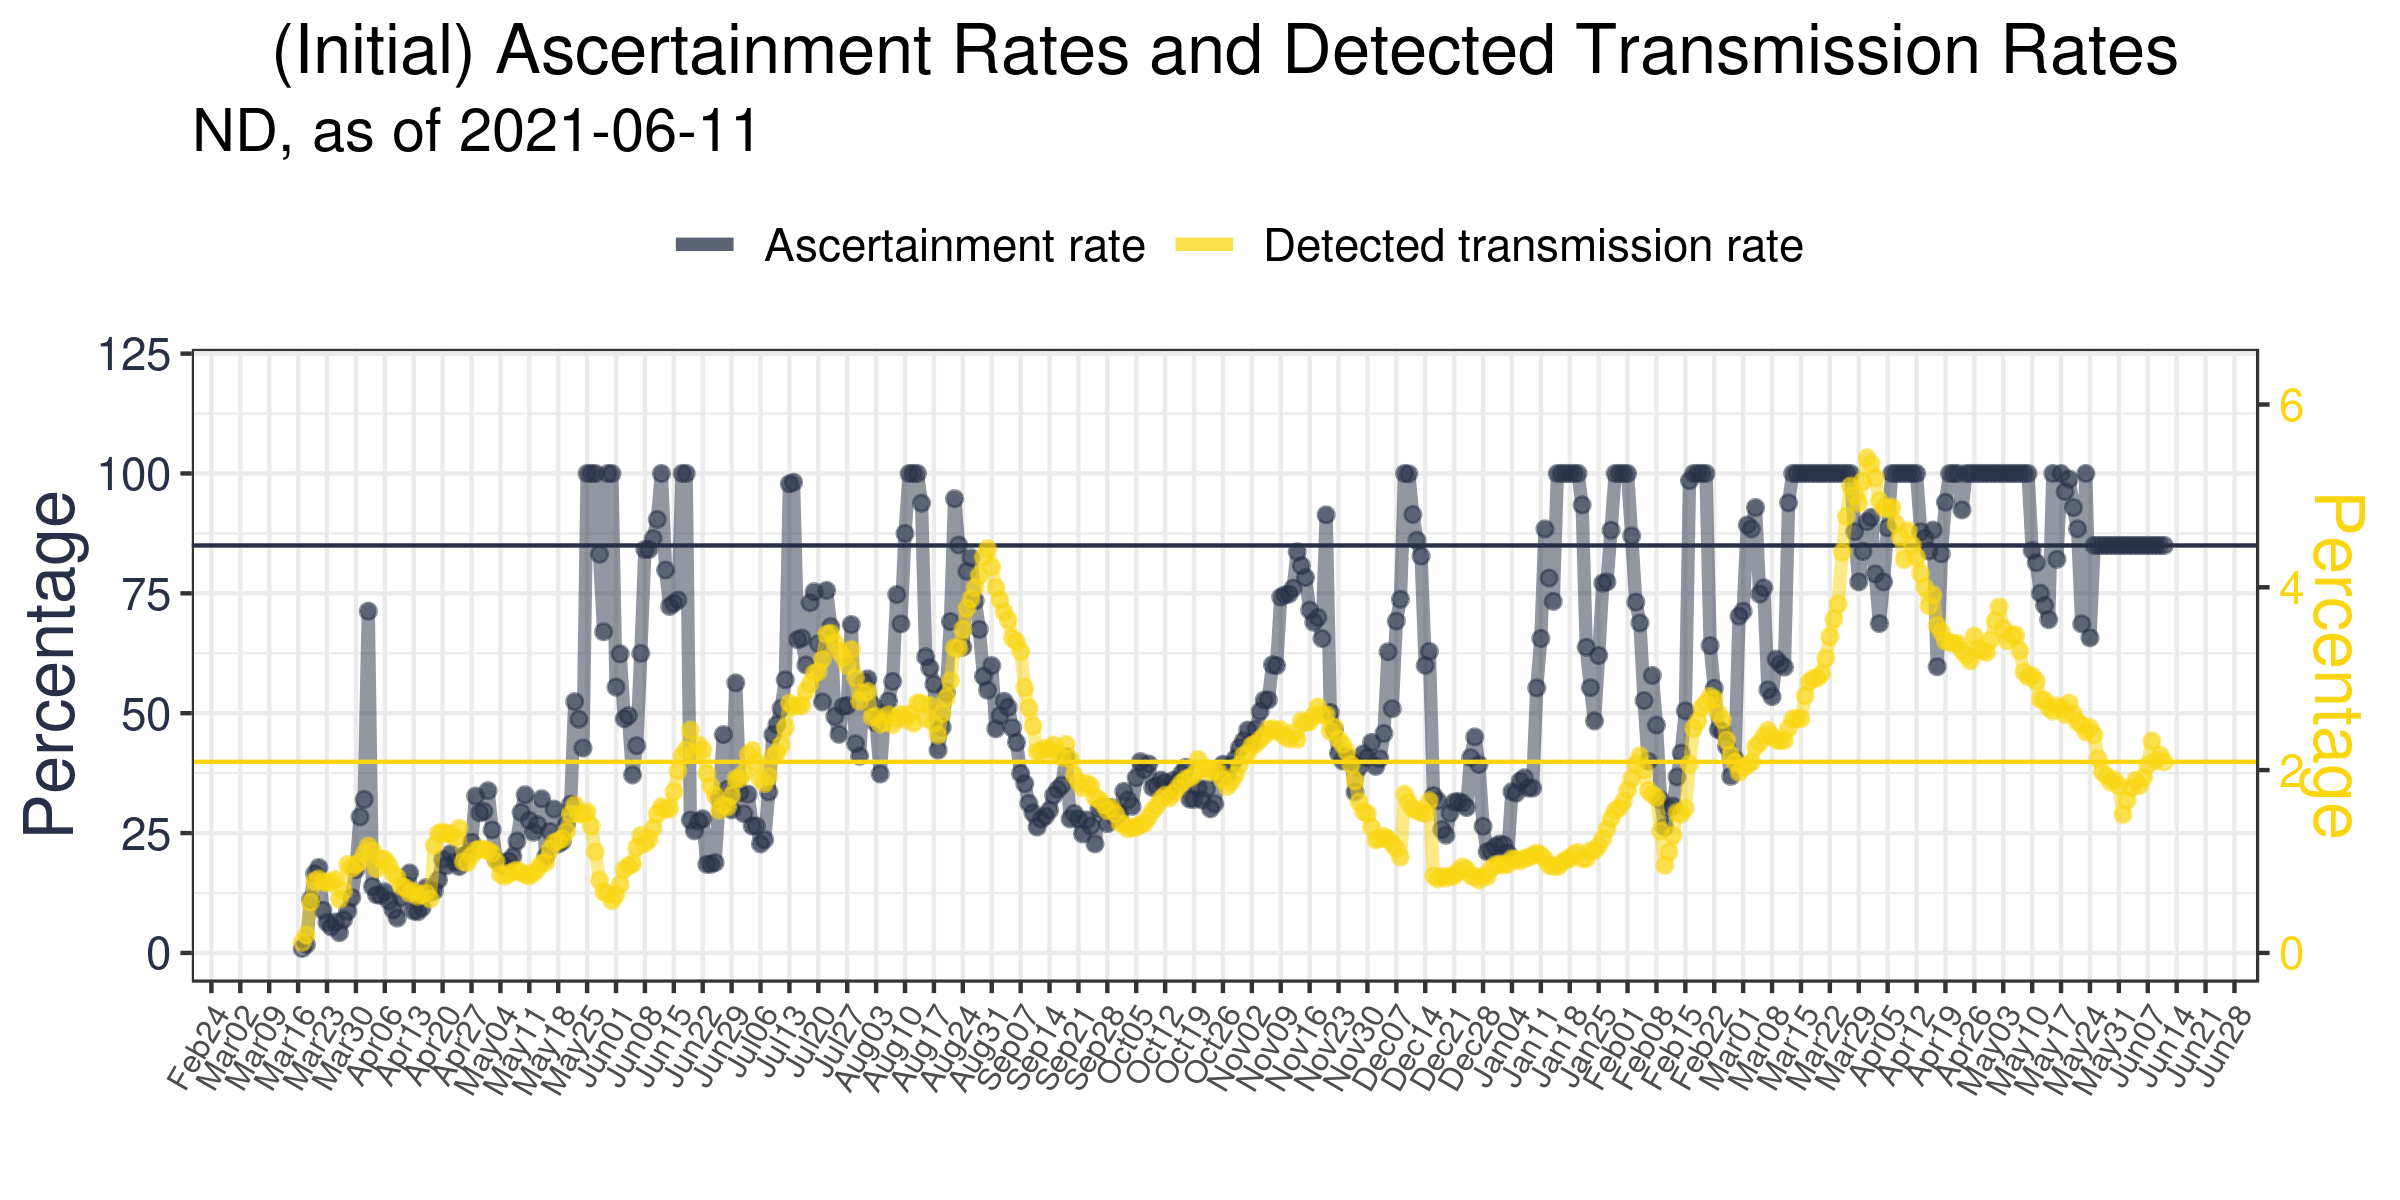 (Initial) Ascertainment Rates and Detected Transmission Rates
ND, as of 2021-06-11
Ascertainment rate
Detected transmission rate
Percentage
125
100
75
50
25
0
6
4
2
0
Percentage
Feb24
Mar02
Mar09
Mar16
Mar23
Mar30
Apr06
Apr13
Apr20
Apr27
May04
May11
May18
May25
Jun01
Jun08
Jun15
Jun22
Jun29
Jul06
Jul13
Jul20
Jul27
Aug03
Aug10
Aug17
Aug24
Aug31
Sep07
Sep14
Sep21
Sep28
Oct05
Oct12
Oct19
Oct26
Nov02
Nov09
Nov16
Nov23
Nov30
Dec07
Dec14
Dec21
Dec28
Jan04
Jan11
Jan18
Jan25
Feb01
Feb08
Feb15
Feb22
Mar01
Mar08
Mar15
Mar22
Mar29
Apr05
Apr12
Apr19
Apr26
May03
May10
May17
May24
May31
Jun07
Jun14
Jun21
Jun28